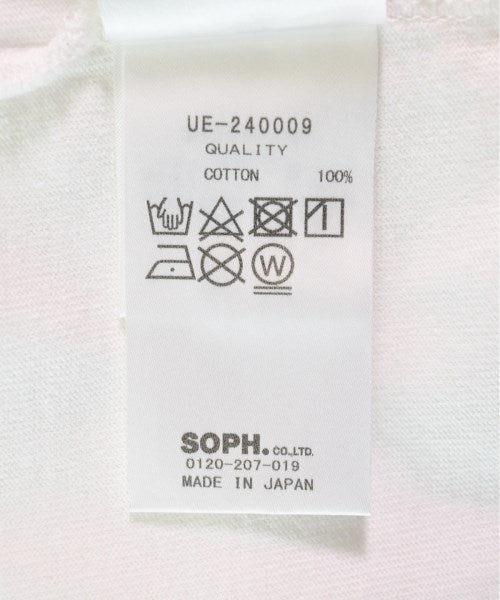 UE-240009
QUALITY
COTTON 100%
W
SOPH. CO.,LTD.
0120-207-019
MADE IN JAPAN